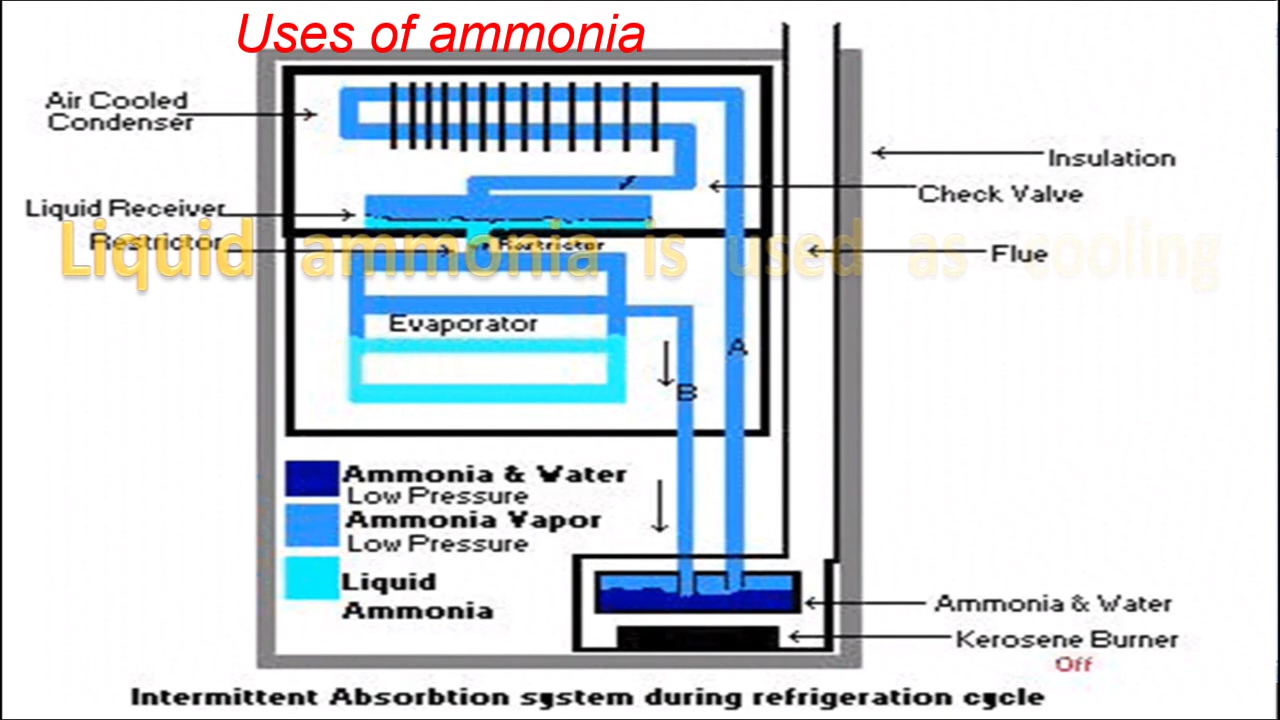 Uses of ammonia
Air Cooled
Condenser
Insulation
Check Valve
Liquid Receiver
Restrictor
Restrictor
Liquid ammonia is used as cooling
Flue
Evaporator
A
B
Ammonia & Water
Low Pressure
Ammonia Vapor
Low Pressure
Liquid
Ammonia
Ammonia & Water
Kerosene Burner
Off
Intermittent Absorbtion system during refrigeration cycle